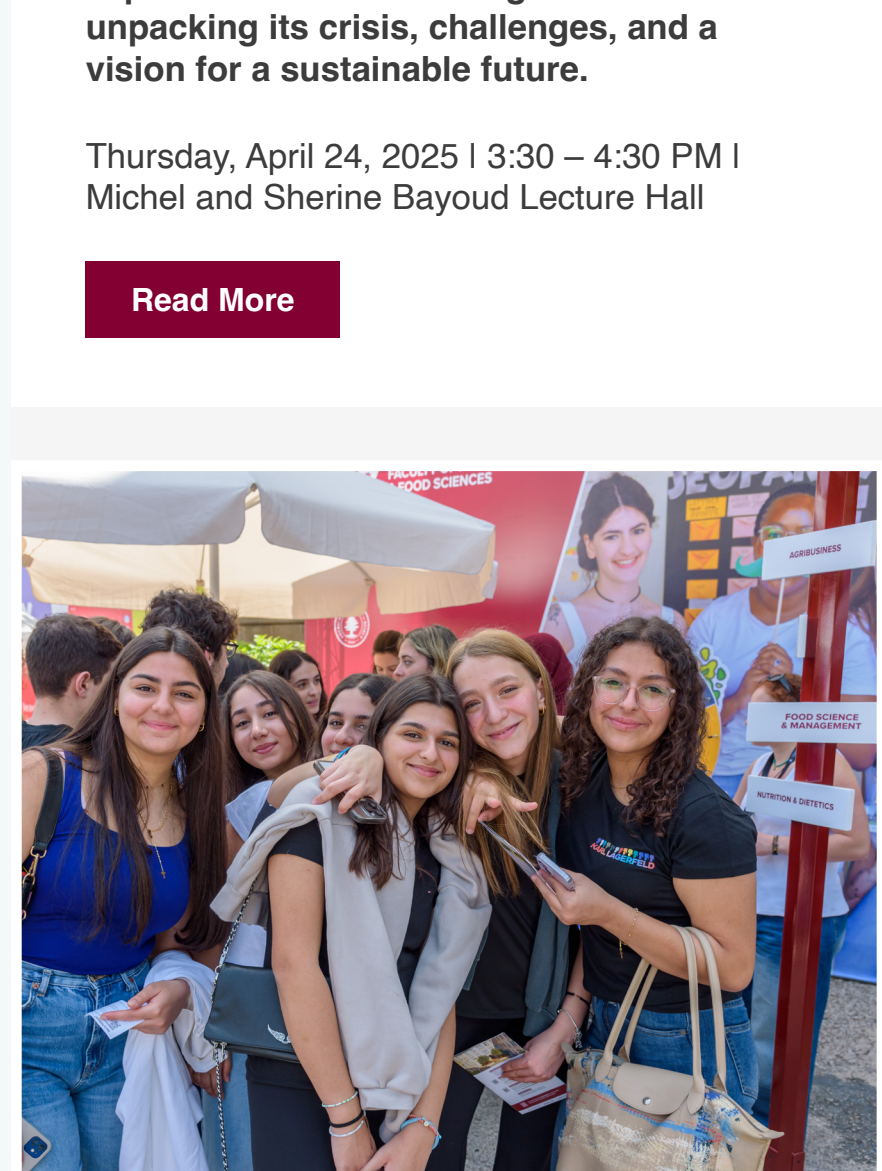 unpacking its crisis, challenges, and a
vision for a sustainable future.
Thursday, April 24, 2025 | 3:30 – 4:30 PM |
Michel and Sherine Bayoud Lecture Hall
Read More
FOOD SCIENCES
AGRIBUSINESS
FOOD SCIENCE
& MANAGEMENT
NUTRITION & DIETETICS
KARL LAGERFELD